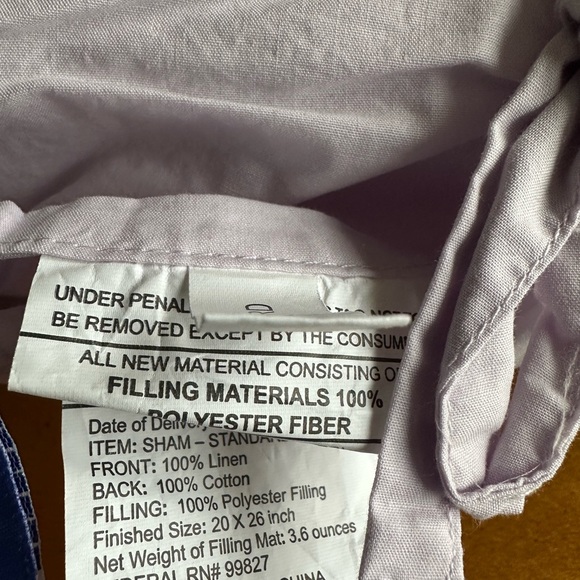 UNDER PENAL
BE REMOVED EXCEPT BY THE CONSUM
ALL NEW MATERIAL CONSISTING O
FILLING MATERIALS 100%
POLYESTER FIBER
Date of
ITEM: SHAM – STANDA
FRONT: 100% Linen
BACK: 100% Cotton
FILLING: 100% Polyester Filling
Finished Size: 20 X 26 inch
Net Weight of Filling Mat: 3.6 ounces
FEDERAL RN# 99827
CHINA